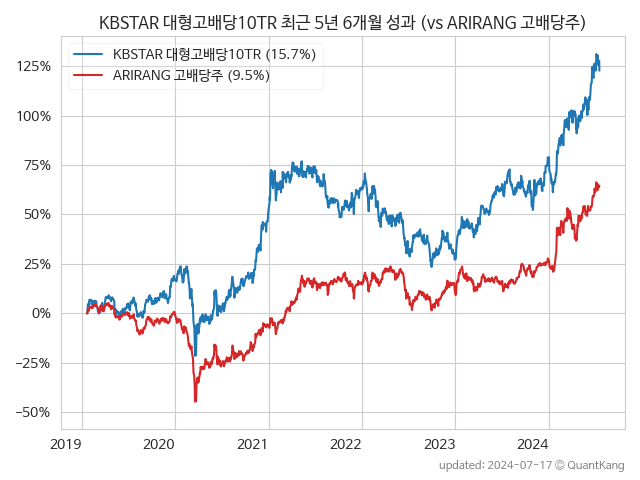 KBSTAR 대형고배당10TR 최근 5년 6개월 성과 (vs ARIRANG 고배당주)
KBSTAR 대형고배당10TR (15.7%)
ARIRANG 고배당주 (9.5%)
125%
100%
75%
50%
25%
0%
−25%
−50%
2019 2020 2021 2022 2023 2024
updated: 2024-07-17 © QuantKang